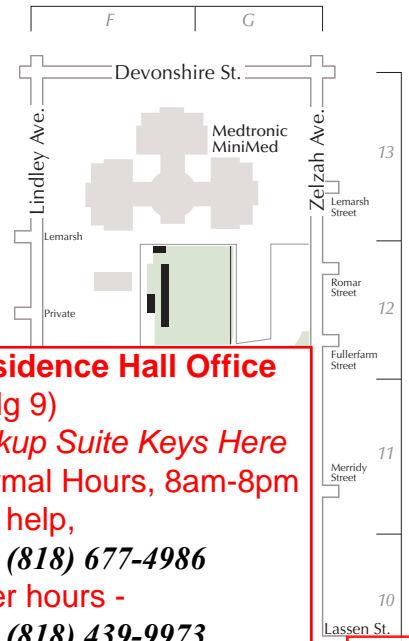 F
G
Devonshire St.
Lindley Ave.
Medtronic
MiniMed
Zelzah Ave.
13
Lemarsh
Street
Lemarsh
Romar
Street
12
Private
Fullerfarm
Street
sidence Hall Office
lg 9)
kup Suite Keys Here
rmal Hours, 8am-8pm
help,
(818) 677-4986
er hours -
(818) 439-9973
11
Merridy
Street
10
Lassen St.